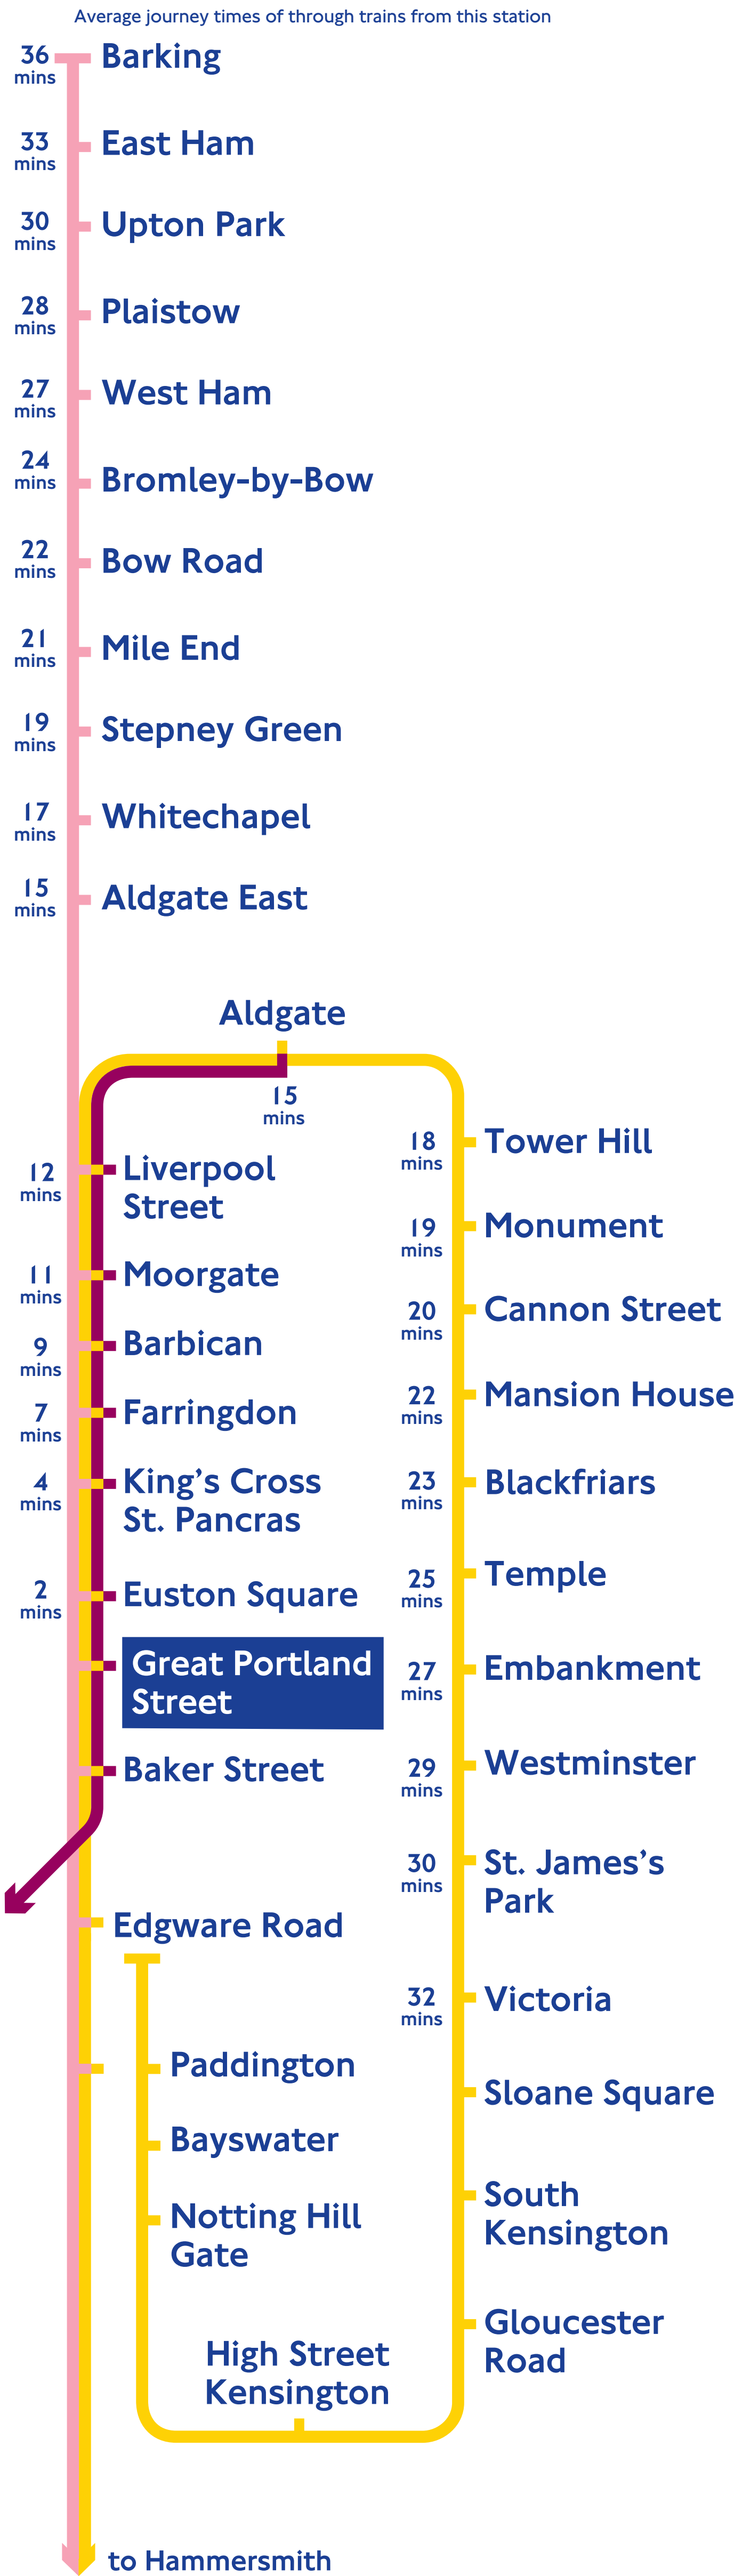 Average journey times of through trains from this station
36
mins
Barking
33
mins
East Ham
30
mins
Upton Park
28
mins
Plaistow
27
mins
West Ham
24
mins
Bromley-by-Bow
22
mins
Bow Road
21
mins
Mile End
19
mins
Stepney Green
17
mins
Whitechapel
15
mins
Aldgate East
Aldgate
15
mins
12
mins
Liverpool
Street
11
mins
Moorgate
9
mins
Barbican
7
mins
Farringdon
4
mins
King's Cross
St. Pancras
2
mins
Euston Square
Great Portland
Street
Baker Street
Edgware Road
Paddington
Bayswater
Notting Hill
Gate
High Street
Kensington
18
mins
Tower Hill
19
mins
Monument
20
mins
Cannon Street
22
mins
Mansion House
23
mins
Blackfriars
25
mins
Temple
27
mins
Embankment
29
mins
Westminster
30
mins
St. James's
Park
32
mins
Victoria
Sloane Square
South
Kensington
Gloucester
Road
to Hammersmith